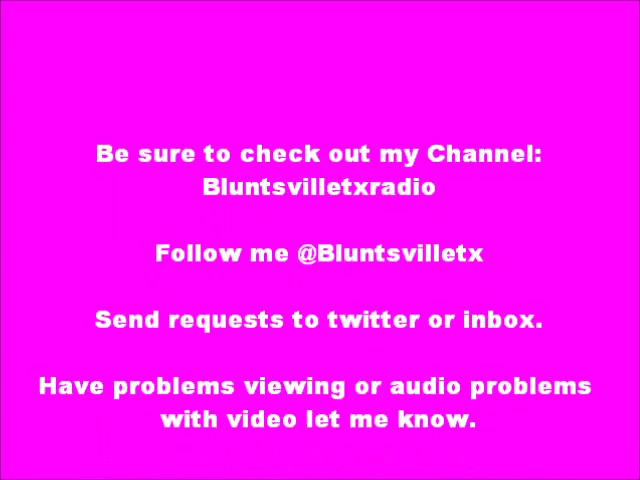 Be sure to check out my Channel:
Bluntsvilletxradio
Follow me @Bluntsvilletx
Send requests to twitter or inbox.
Have problems viewing or audio problems
with video let me know.